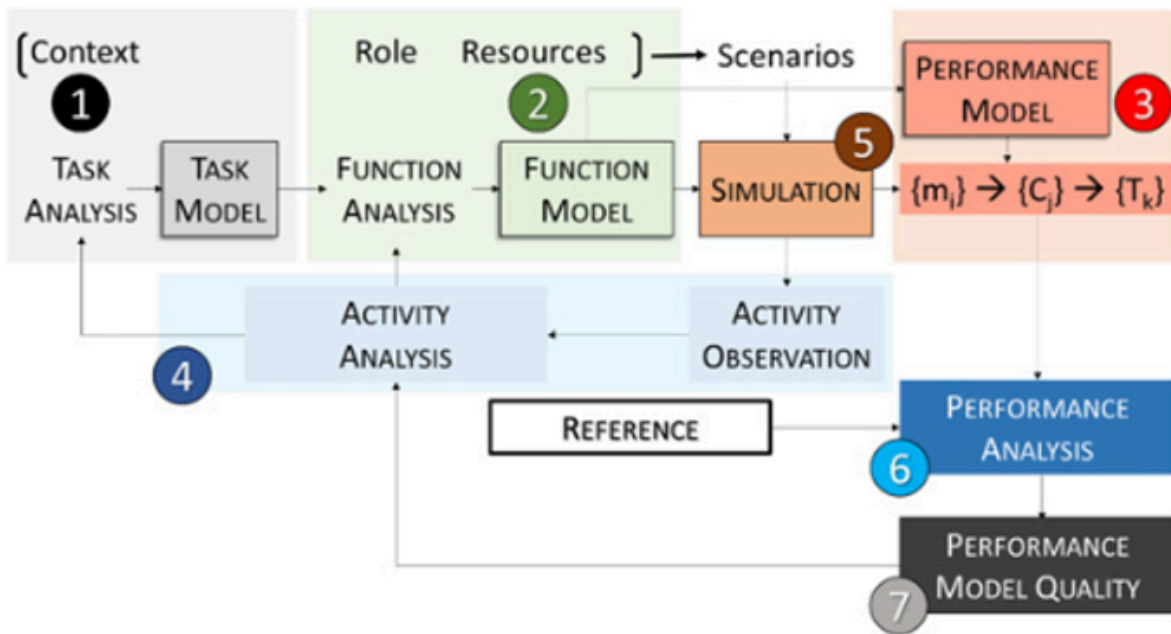 [Context
Role
Resources ]
Scenarios
1
2
TASK
ANALYSIS
TASK
MODEL
FUNCTION
ANALYSIS
FUNCTION
MODEL
5
SIMULATION
PERFORMANCE
MODEL
3
{mi} → {Cj} → {Tk}
ACTIVITY
ANALYSIS
4
ACTIVITY
OBSERVATION
REFERENCE
PERFORMANCE
ANALYSIS
6
PERFORMANCE
MODEL QUALITY
7